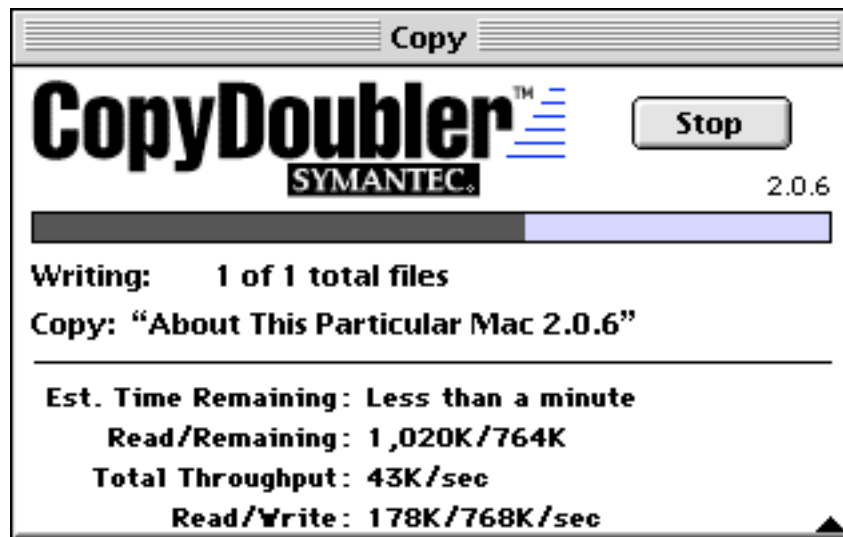 Copy
CopyDoubler™
Stop
SYMANTEC.
2.0.6
Writing: 1 of 1 total files
Copy: “About This Particular Mac 2.0.6”
Est. Time Remaining: Less than a minute
Read/Remaining: 1,020K/764K
Total Throughput: 43K/sec
Read/Write: 178K/768K/sec